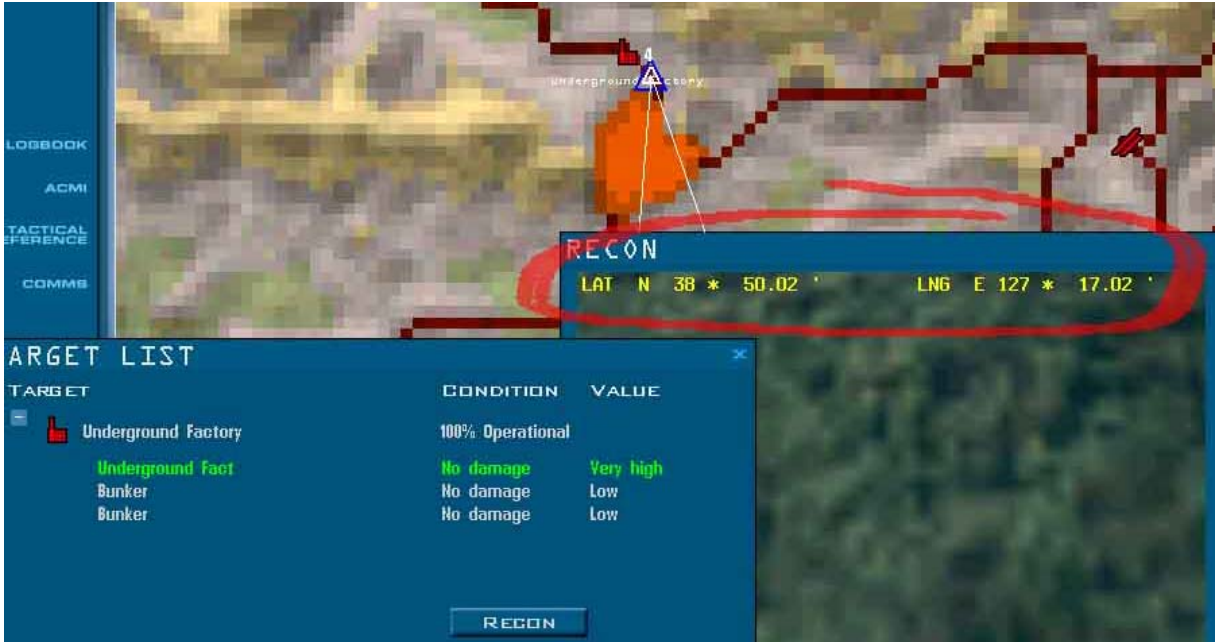 LOGBOOK
ACMI
TACTICAL
EFERENCE
COMMS
4
RECON
LAT N 38 * 50.02 ' LNG E 127 * 17.02 '
ARGET LIST ×
TARGET CONDITION VALUE
Underground Factory 100% Operational
Underground Fact No damage Very high
Bunker No damage Low
Bunker No damage Low
RECON